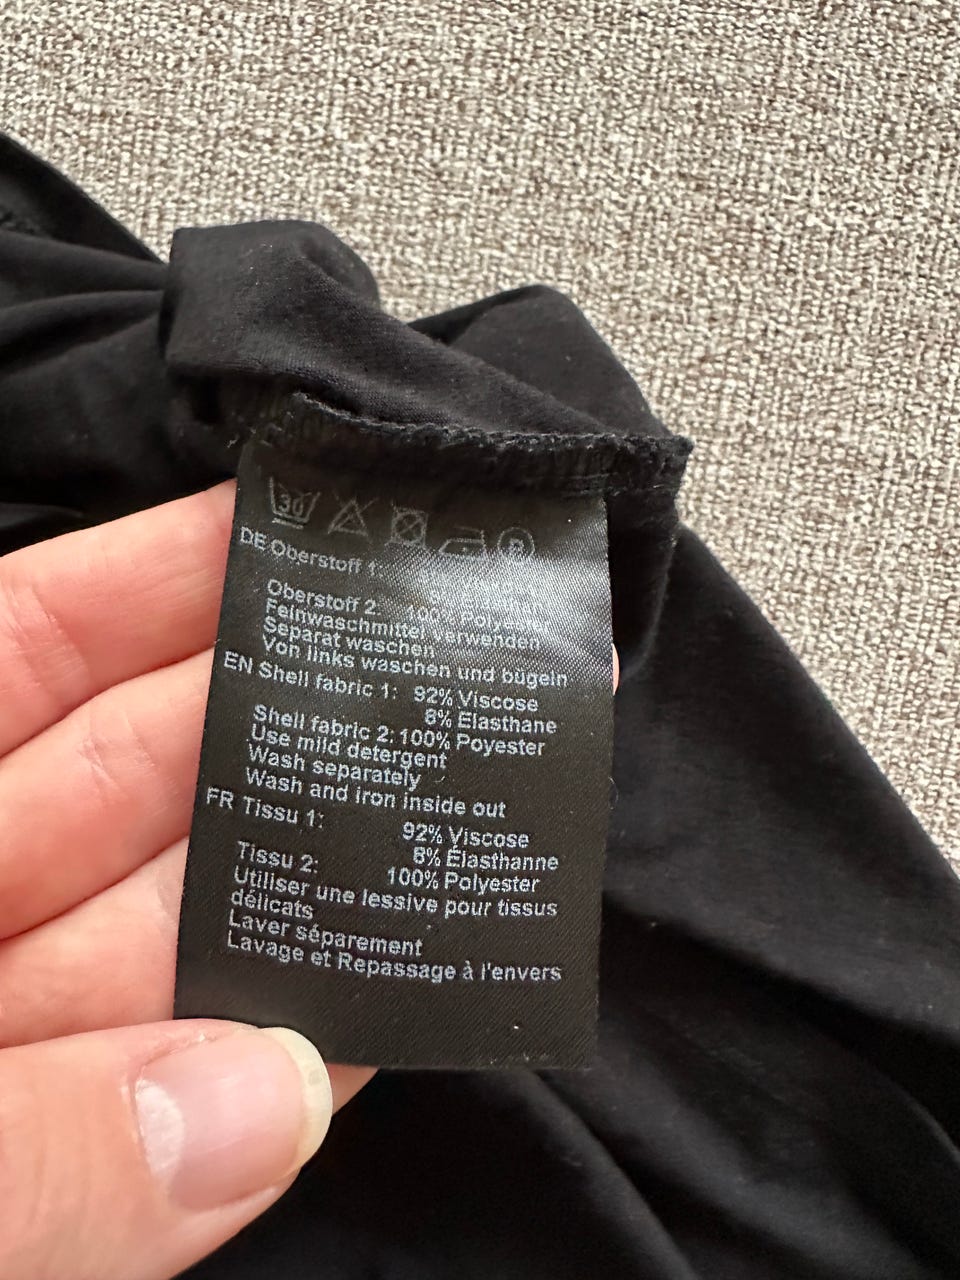 30
P
DE Oberstoff 1:
Oberstoff 2: 100%
Feinwaschmittel verwenden
Separat waschen
Von links waschen und bügeln
EN Shell fabric 1: 92% Viscose
8% Elasthane
Shell fabric 2: 100% Poyester
Use mild detergent
Wash separately
Wash and iron inside out
FR Tissu 1:
92% Viscose
8% Élasthanne
Tissu 2: 100% Polyester
Utiliser une lessive pour tissus
délicats
Laver séparement
Lavage et Repassage à l'envers